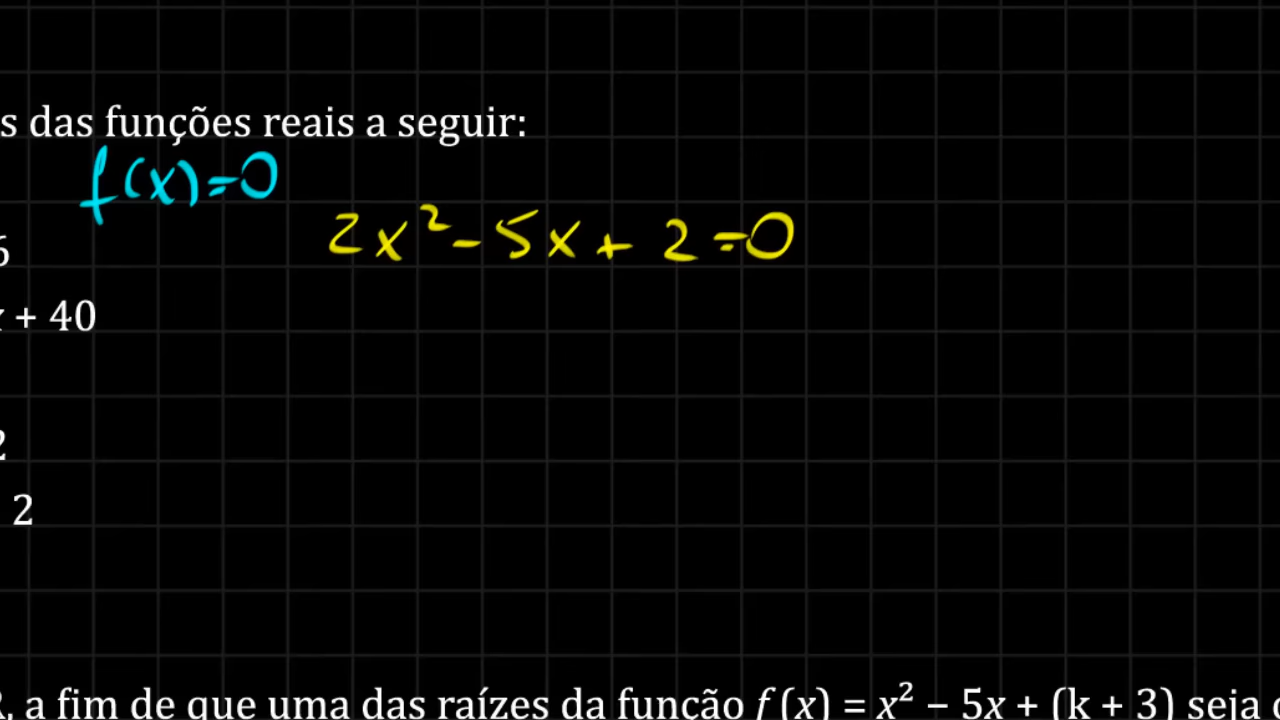 s das funções reais a seguir:
f(x)=0
2x² - 5x + 2 = 0
6
x + 40
2
2
a fim de que uma das raízes da função f (x) = x² − 5x + (k + 3) seja